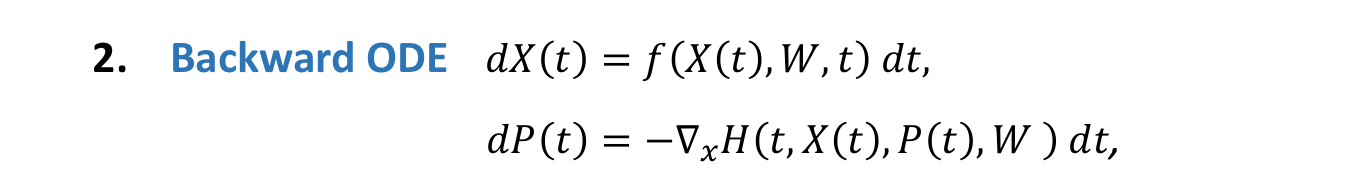 2. Backward ODE dX(t) = f(X(t), W, t) dt,
dP(t) = −∇ₓH(t, X(t), P(t), W ) dt,